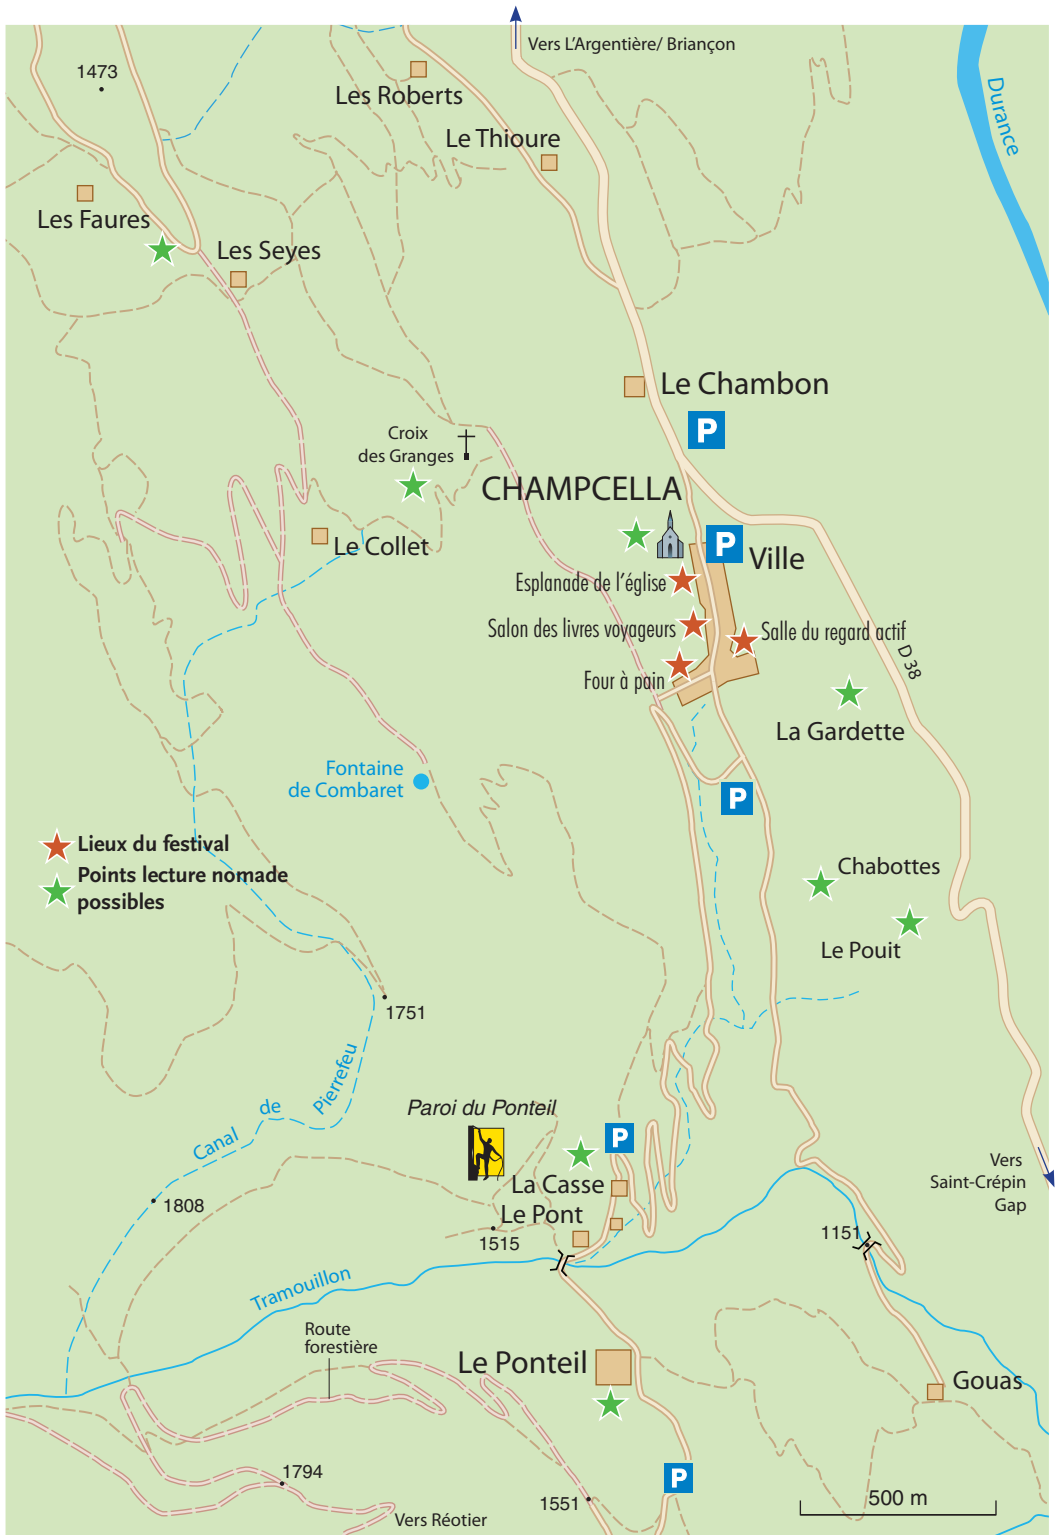 Vers L'Argentière/ Briançon
1473
Les Roberts
Durance
Le Thioure
Les Faures
Les Seyes
Le Chambon
P
Croix
des Granges
CHAMPCELLA
P
Le Collet
Ville
Esplanade de l'église
Salon des livres voyageurs
Salle du regard actif
Four à pain
D 38
La Gardette
Fontaine
de Combaret
P
Lieux du festival
Points lecture nomade
possibles
Chabottes
Le Pouit
1751
Canal de Pierrefeu
Paroi du Ponteil
P
Vers
Saint-Crépin
Gap
La Casse
Le Pont
1808
1515
1151
Tramouillon
Route
forestière
Le Ponteil
Gouas
1794
P
1551
500 m
Vers Réotier